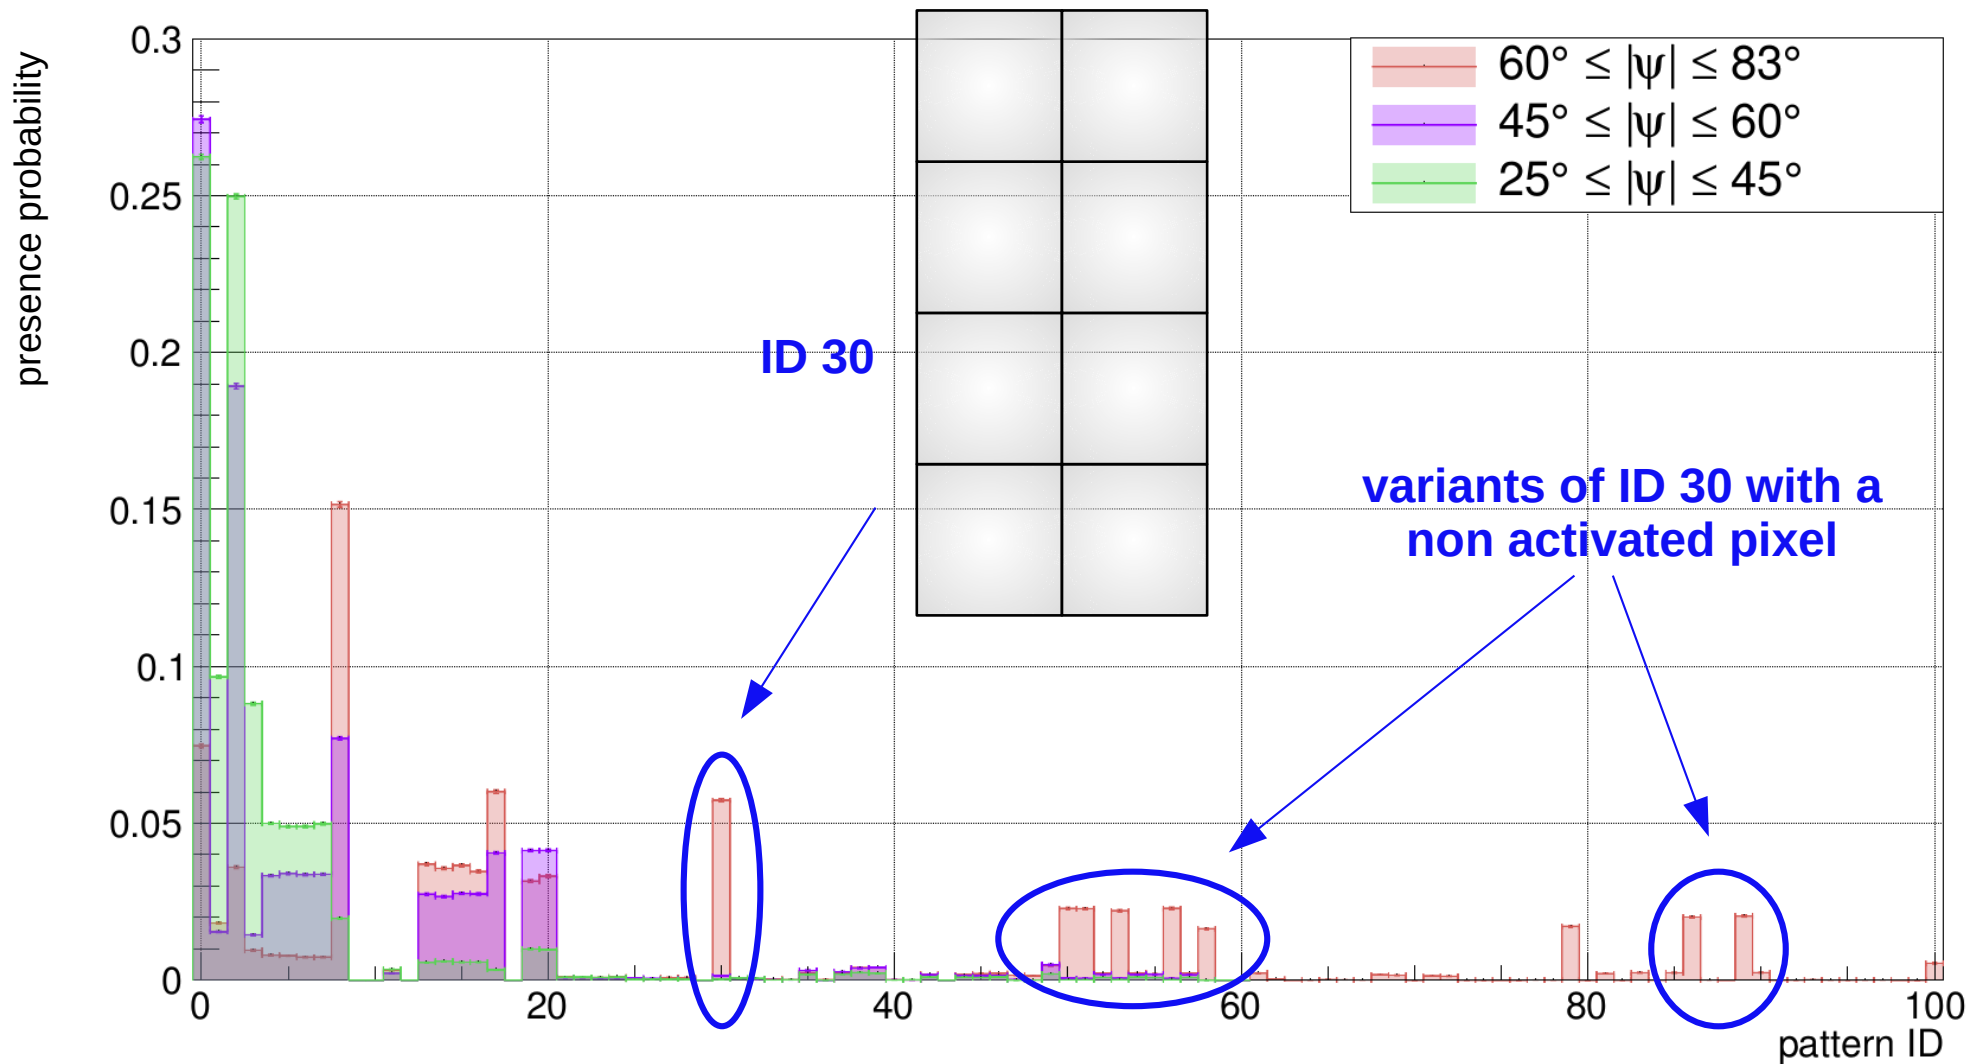 presence probability
0.3
0.25
0.2
0.15
0.1
0.05
0
60° ≤ |ψ| ≤ 83°
45° ≤ |ψ| ≤ 60°
25° ≤ |ψ| ≤ 45°
ID 30
variants of ID 30 with a
non activated pixel
0 20 40 60 80 100
pattern ID